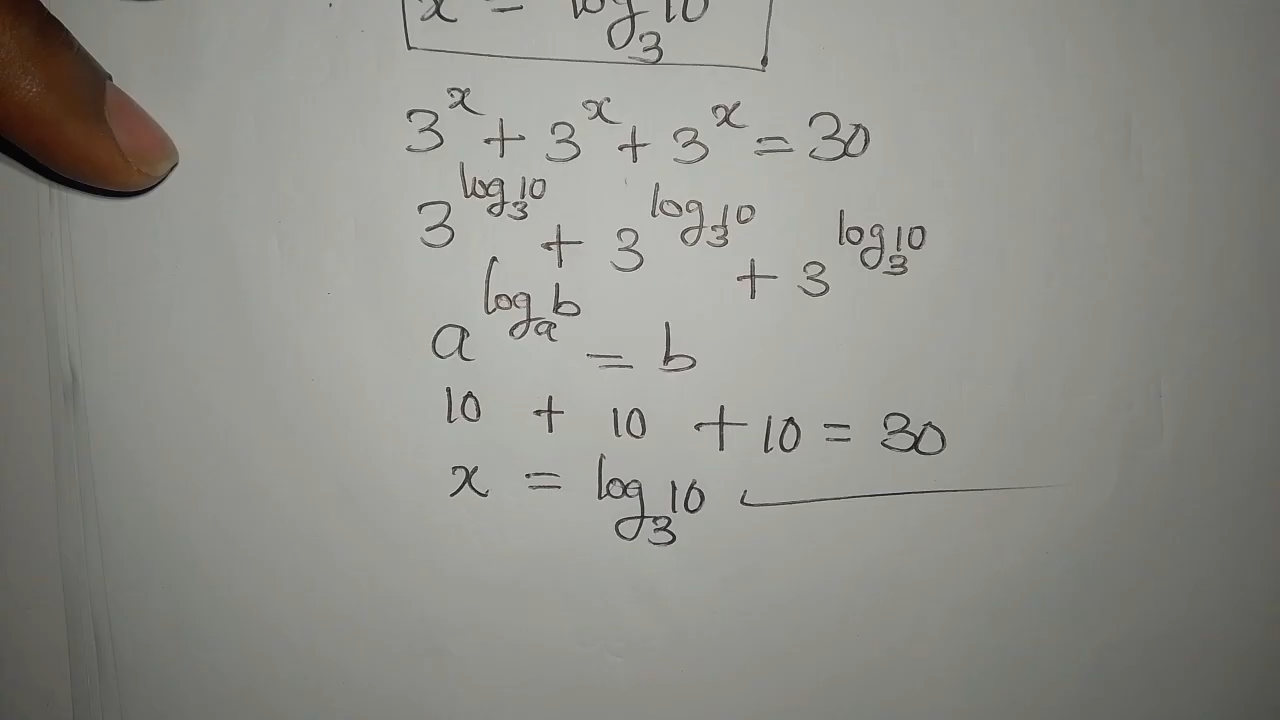 x = log₃10
3^x + 3^x + 3^x = 30
3^log₃10 + 3^log₃10 + 3^log₃10
a^logₐb = b
10 + 10 + 10 = 30
x = log₃10